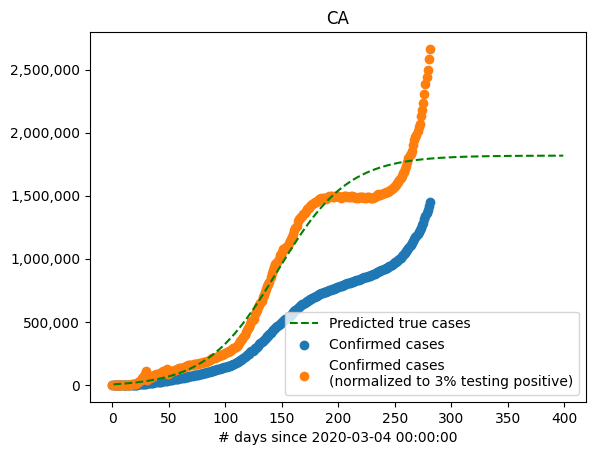 CA
2,500,000
2,000,000
1,500,000
1,000,000
500,000
0
Predicted true cases
Confirmed cases
Confirmed cases
(normalized to 3% testing positive)
0 50 100 150 200 250 300 350 400
# days since 2020-03-04 00:00:00